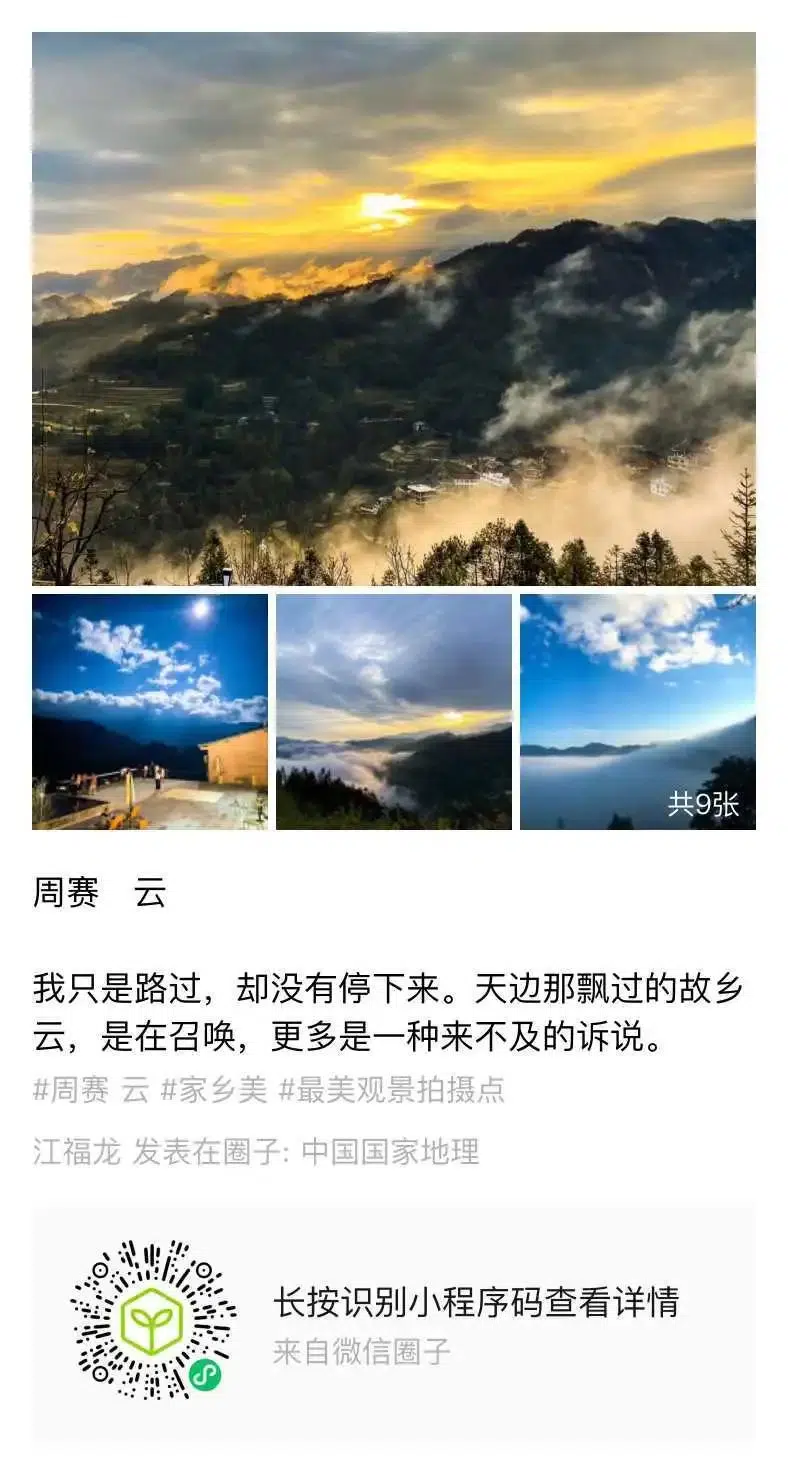 共9张
周赛 云
我只是路过，却没有停下来。天边那飘过的故乡
云，是在召唤，更多是一种来不及的诉说。
#周赛 云 #家乡美 #最美观景拍摄点
江福龙 发表在圈子: 中国国家地理
长按识别小程序码查看详情
来自微信圈子